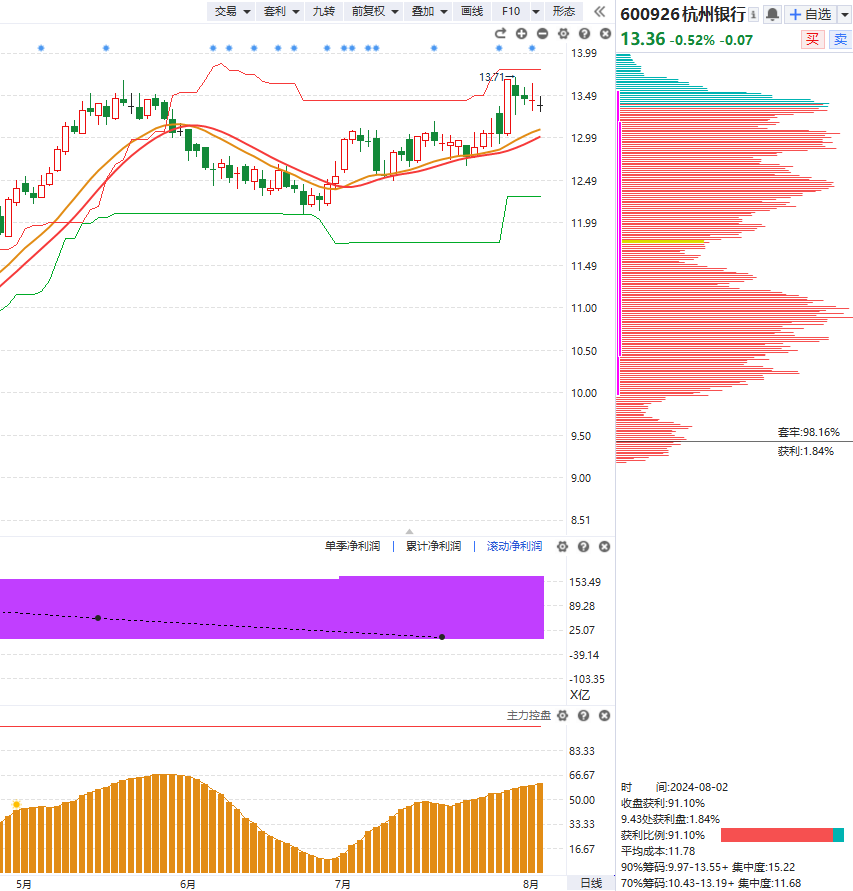 交易 套利 九转 前复权 叠加 画线 F10 形态
600926 杭州银行 自选
13.36 -0.52% -0.07 买 卖
13.99
13.71
13.49
12.99
12.49
11.99
11.49
11.00
10.50
10.00
9.50
9.00
8.51
套牢:98.16%
获利:1.84%
单季净利润 | 累计净利润 | 滚动净利润
153.49
89.28
25.07
-39.14
-103.35
X亿
主力控盘
83.33
66.67
50.00
33.33
16.67
5月 6月 7月 8月 日线
时 间:2024-08-02
收盘获利:91.10%
9.43处获利盘:1.84%
获利比例:91.10%
平均成本:11.78
90%筹码:9.97-13.55+ 集中度:15.22
70%筹码:10.43-13.19+ 集中度:11.68